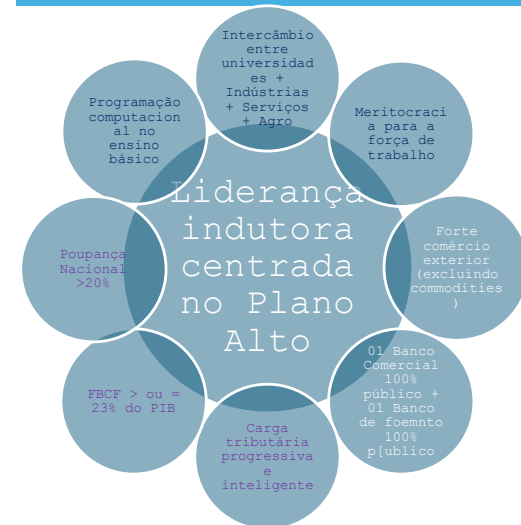 Intercâmbio
entre
universidad
es +
Indústrias
+ Serviços
+ Agro
Meritocraci
a para a
força de
trabalho
Forte
comércio
exterior
(excluindo
commodities
)
01 Banco
Comercial
100%
público +
01 Banco
de foemnto
100%
p[ublico
Carga
tributária
progressiva
e
inteligente
FBCF > ou =
23% do PIB
Poupança
Nacional
>20%
Programação
computacion
al no
ensino
básico
Liderança
indutora
centrada
no Plano
Alto